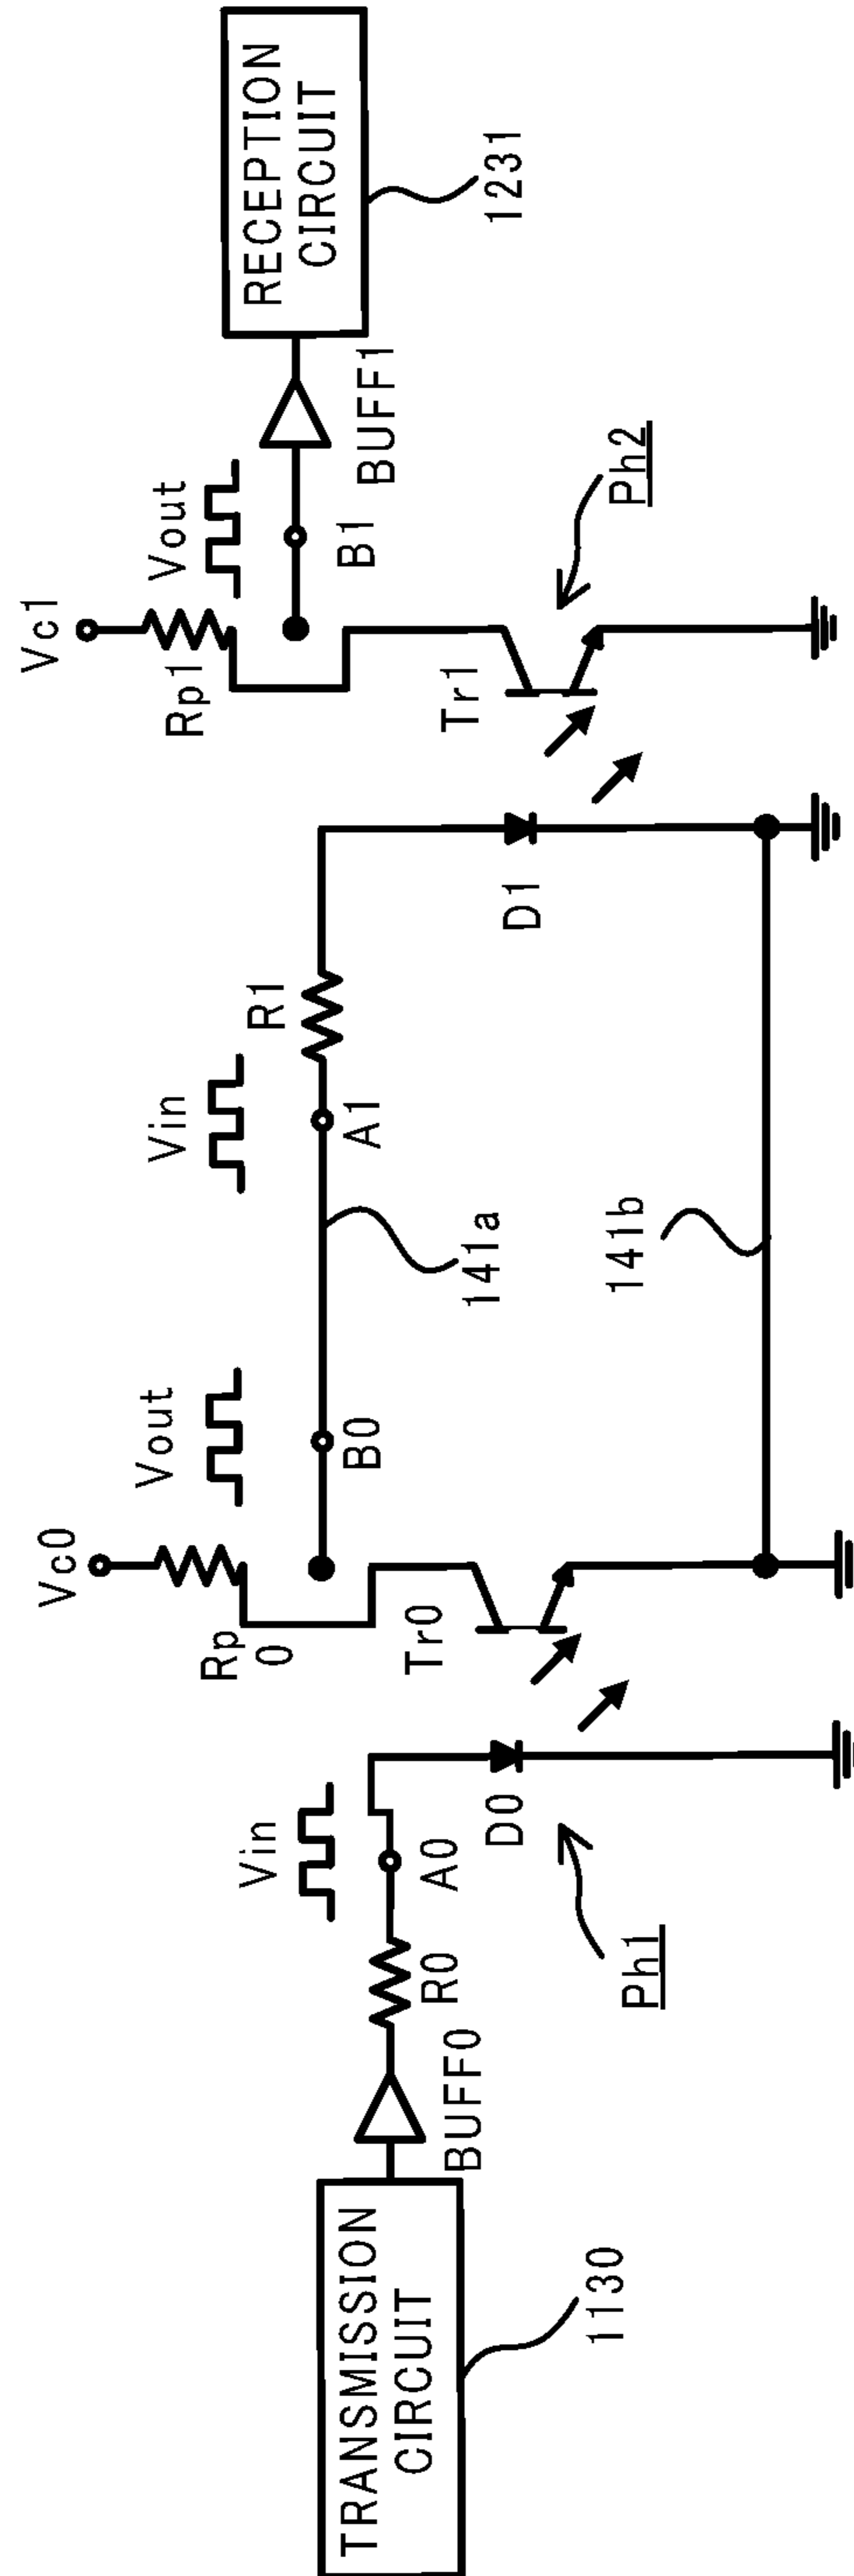 TRANSMISSION
CIRCUIT
1130
BUFF0
R0
A0
Vin
D0
Ph1
Vc0
Rp
0
Tr0
Vout
B0
141a
141b
Vin
A1
R1
D1
Vc1
Rp1
Tr1
Ph2
Vout
B1
BUFF1
RECEPTION
CIRCUIT
1231